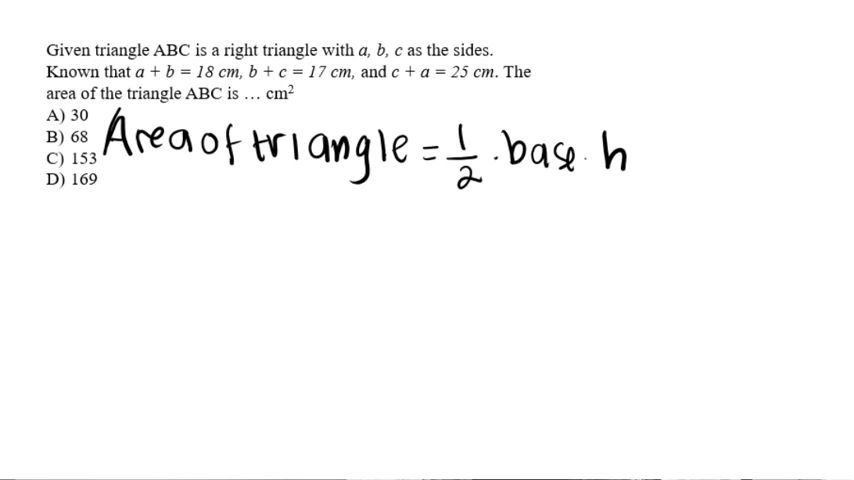 Given triangle ABC is a right triangle with a, b, c as the sides.
Known that a + b = 18 cm, b + c = 17 cm, and c + a = 25 cm. The
area of the triangle ABC is … cm²
A) 30
B) 68
C) 153
D) 169
Area of triangle = 1/2 . base . h